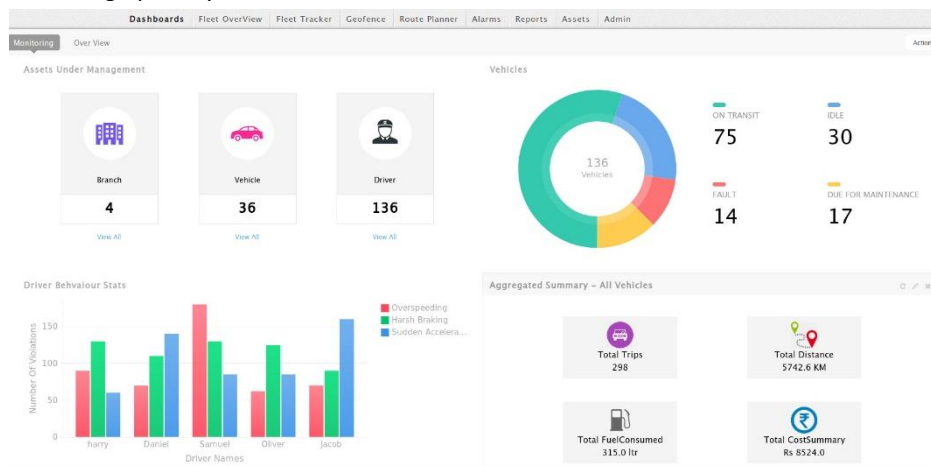 Dashboards Fleet OverView Fleet Tracker Geofence Route Planner Alarms Reports Assets Admin
Monitoring Over View Action
Assets Under Management
Branch Vehicle Driver
4 36 136
View All View All View All
Vehicles
136
Vehicles
ON TRANSIT IDLE
75 30
FAULT DUE FOR MAINTENANCE
14 17
Driver Behvaiour Stats
Overspeeding
Harsh Braking
Sudden Accelera...
Number Of Violations
150
100
50
0
harry Daniel Samuel Oliver Jacob
Driver Names
Aggregated Summary – All Vehicles
Total Trips Total Distance
298 5742.6 KM
Total FuelConsumed Total CostSummary
315.0 ltr Rs 8524.0